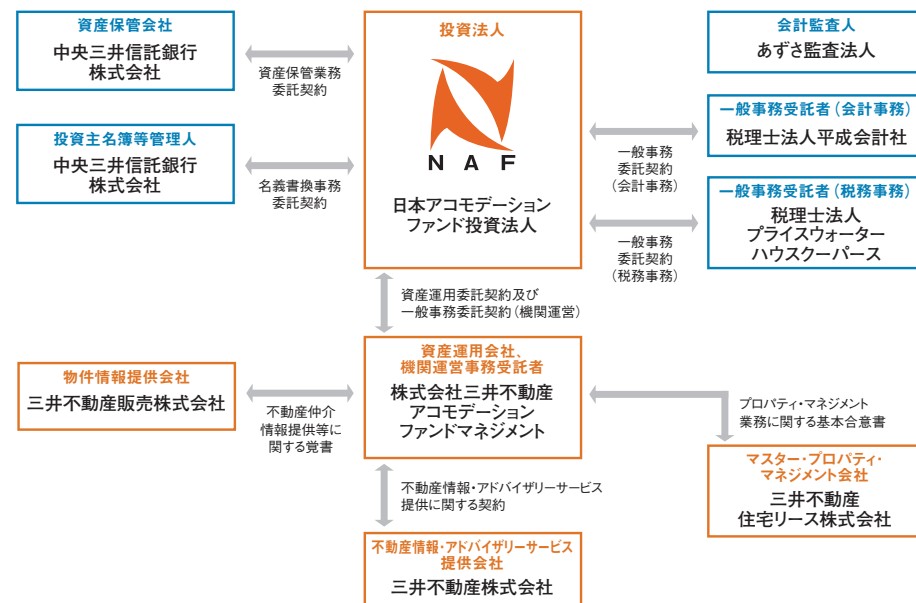 資産保管会社
中央三井信託銀行
株式会社
資産保管業務
委託契約
投資主名簿等管理人
中央三井信託銀行
株式会社
名義書換事務
委託契約
投資法人
NAF
日本アコモデーション
ファンド投資法人
会計監査人
あずさ監査法人
一般事務受託者(会計事務)
税理士法人平成会計社
一般事務
委託契約
(会計事務)
一般事務受託者(税務事務)
税理士法人
プライスウォーター
ハウスクーパース
一般事務
委託契約
(税務事務)
資産運用委託契約及び
一般事務委託契約(機関運営)
物件情報提供会社
三井不動産販売株式会社
不動産仲介
情報提供等に
関する覚書
資産運用会社、
機関運営事務受託者
株式会社三井不動産
アコモデーション
ファンドマネジメント
プロパティ・マネジメント
業務に関する基本合意書
マスター・プロパティ・
マネジメント会社
三井不動産
住宅リース株式会社
不動産情報・アドバイザリーサービス
提供に関する契約
不動産情報・アドバイザリーサービス
提供会社
三井不動産株式会社